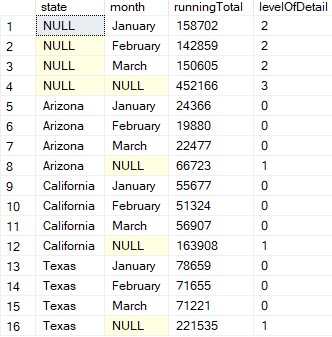 state month runningTotal levelOfDetail
1 NULL January 158702 2
2 NULL February 142859 2
3 NULL March 150605 2
4 NULL NULL 452166 3
5 Arizona January 24366 0
6 Arizona February 19880 0
7 Arizona March 22477 0
8 Arizona NULL 66723 1
9 California January 55677 0
10 California February 51324 0
11 California March 56907 0
12 California NULL 163908 1
13 Texas January 78659 0
14 Texas February 71655 0
15 Texas March 71221 0
16 Texas NULL 221535 1